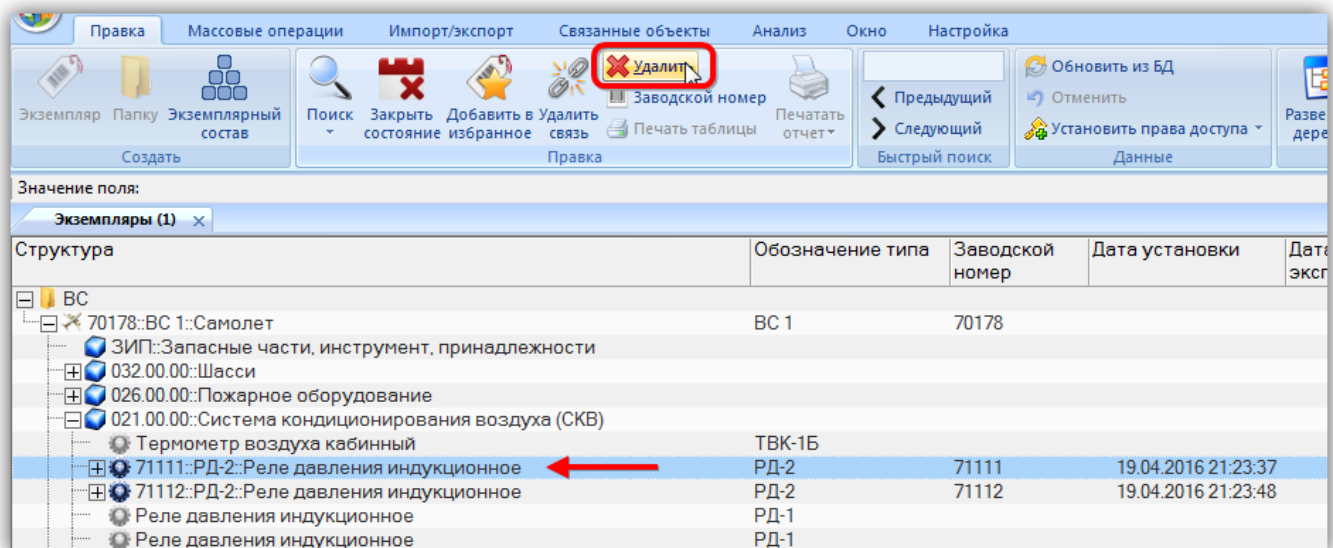 Правка Массовые операции Импорт/экспорт Связанные объекты Анализ Окно Настройка
Экземпляр Папку Экземплярный состав
Создать
Поиск Закрыть состояние Добавить в избранное Удалить связь
Удалить
Заводской номер
Печать таблицы
Печатать отчет
Правка
Предыдущий
Следующий
Быстрый поиск
Обновить из БД
Отменить
Установить права доступа
Данные
Значение поля:
Экземпляры (1)
Структура Обозначение типа Заводской номер Дата установки
ВС
70178::ВС 1::Самолет ВС 1 70178
ЗИП::Запасные части, инструмент, принадлежности
032.00.00::Шасси
026.00.00::Пожарное оборудование
021.00.00::Система кондиционирования воздуха (СКВ)
Термометр воздуха кабинный ТВК-1Б
71111::РД-2::Реле давления индукционное РД-2 71111 19.04.2016 21:23:37
71112::РД-2::Реле давления индукционное РД-2 71112 19.04.2016 21:23:48
Реле давления индукционное РД-1
Реле давления индукционное РД-1